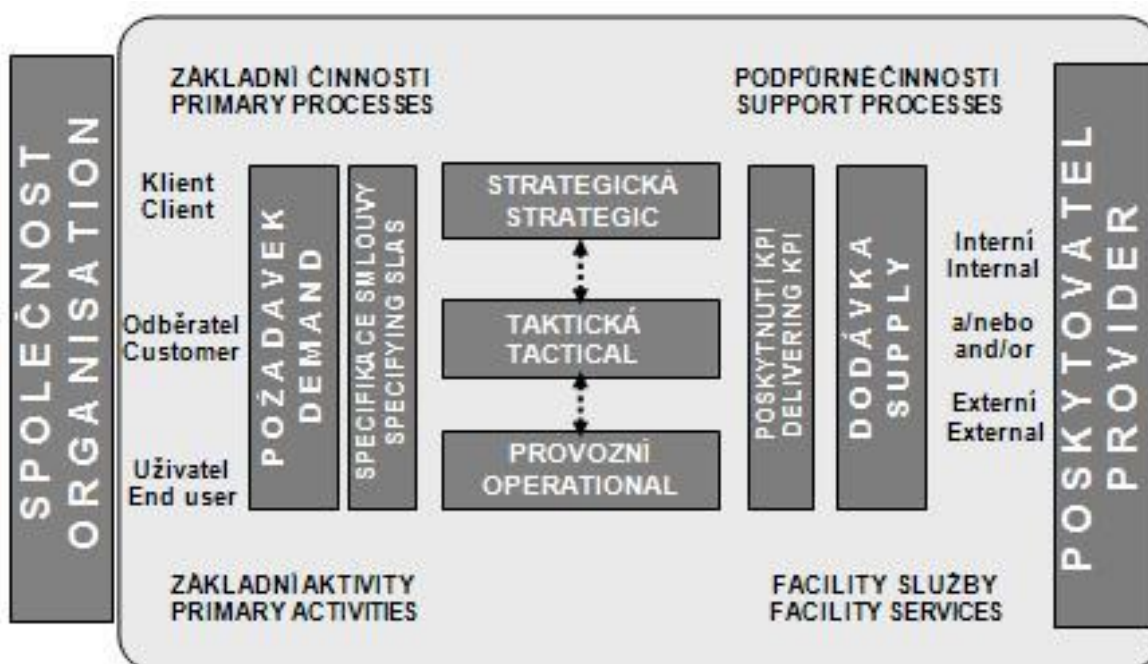 SPOLEČNOST
ORGANISATION
ZÁKLADNÍ ČINNOSTI
PRIMARY PROCESSES
Klient
Client
Odběratel
Customer
Uživatel
End user
POŽADAVEK
DEMAND
SPECIFIKACE SMLOUVY
SPECIFYING SLAS
STRATEGICKÁ
STRATEGIC
TAKTICKÁ
TACTICAL
PROVOZNÍ
OPERATIONAL
PODPŮRNÉ ČINNOSTI
SUPPORT PROCESSES
POSKYTNUTÍ KPI
DELIVERING KPI
DODÁVKA
SUPPLY
Interní
Internal
a/nebo
and/or
Externí
External
POSKYTOVATEL
PROVIDER
ZÁKLADNÍ AKTIVITY
PRIMARY ACTIVITIES
FACILITY SLUŽBY
FACILITY SERVICES